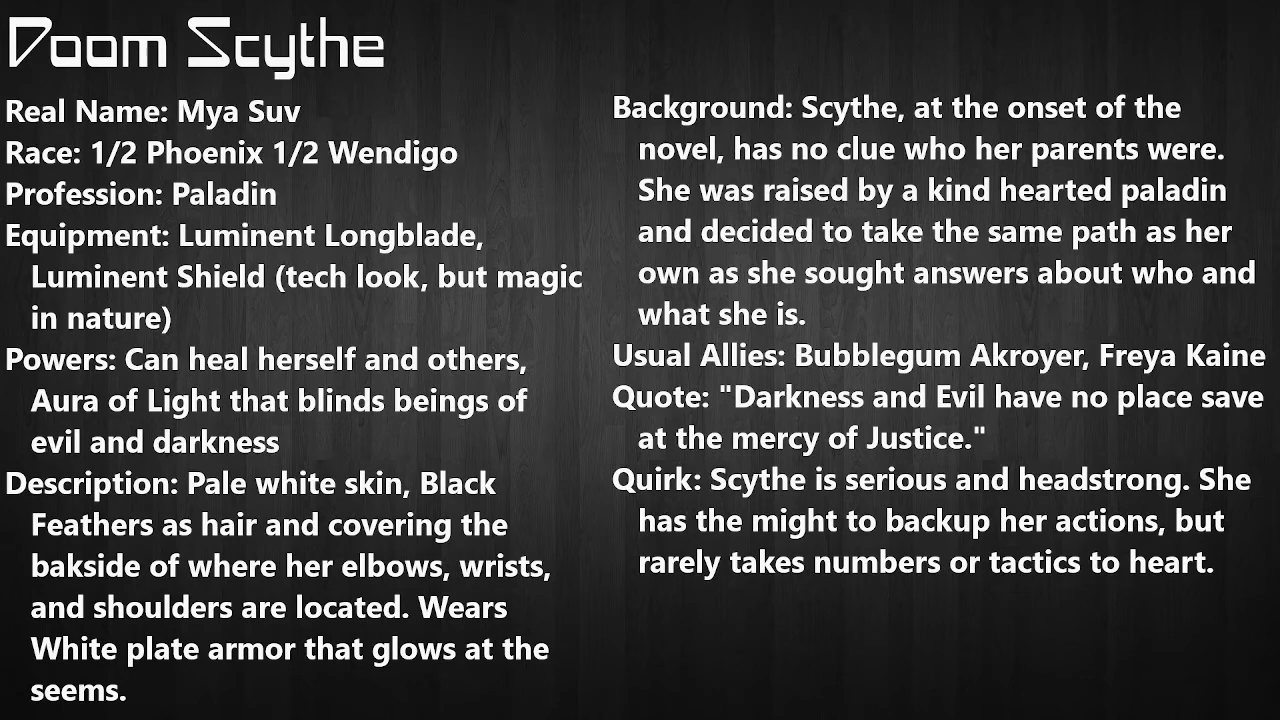 Doom Scythe
Real Name: Mya Suv
Race: 1/2 Phoenix 1/2 Wendigo
Profession: Paladin
Equipment: Luminent Longblade,
Luminent Shield (tech look, but magic
in nature)
Powers: Can heal herself and others,
Aura of Light that blinds beings of
evil and darkness
Description: Pale white skin, Black
Feathers as hair and covering the
bakside of where her elbows, wrists,
and shoulders are located. Wears
White plate armor that glows at the
seems.
Background: Scythe, at the onset of the
novel, has no clue who her parents were.
She was raised by a kind hearted paladin
and decided to take the same path as her
own as she sought answers about who and
what she is.
Usual Allies: Bubblegum Akroyer, Freya Kaine
Quote: "Darkness and Evil have no place save
at the mercy of Justice."
Quirk: Scythe is serious and headstrong. She
has the might to backup her actions, but
rarely takes numbers or tactics to heart.